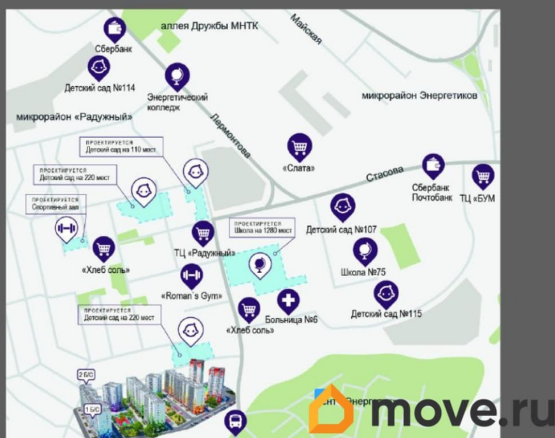 аллея Дружбы МНТК
Майская
Сбербанк
Детский сад №114
Энергетический
колледж
микрорайон Энергетиков
микрорайон «Радужный»
Лермонтова
ПРОЕКТИРУЕТСЯ
Детский сад на 110 мест
«Слата»
Стасова
ПРОЕКТИРУЕТСЯ
Детский сад на 220 мест
Сбербанк
Почтобанк
ТЦ «БУМ
ПРОЕКТИРУЕТСЯ
Спортивный зал
ПРОЕКТИРУЕТСЯ
Школа на 1280 мест
Детский сад №107
ТЦ «Радужный»
«Хлеб соль»
Школа №75
«Roman`s Gym»
Больница №6
Детский сад №115
«Хлеб соль»
ПРОЕКТИРУЕТСЯ
Детский сад на 220 мест
2 Б/С
1 Б/С
move.ru